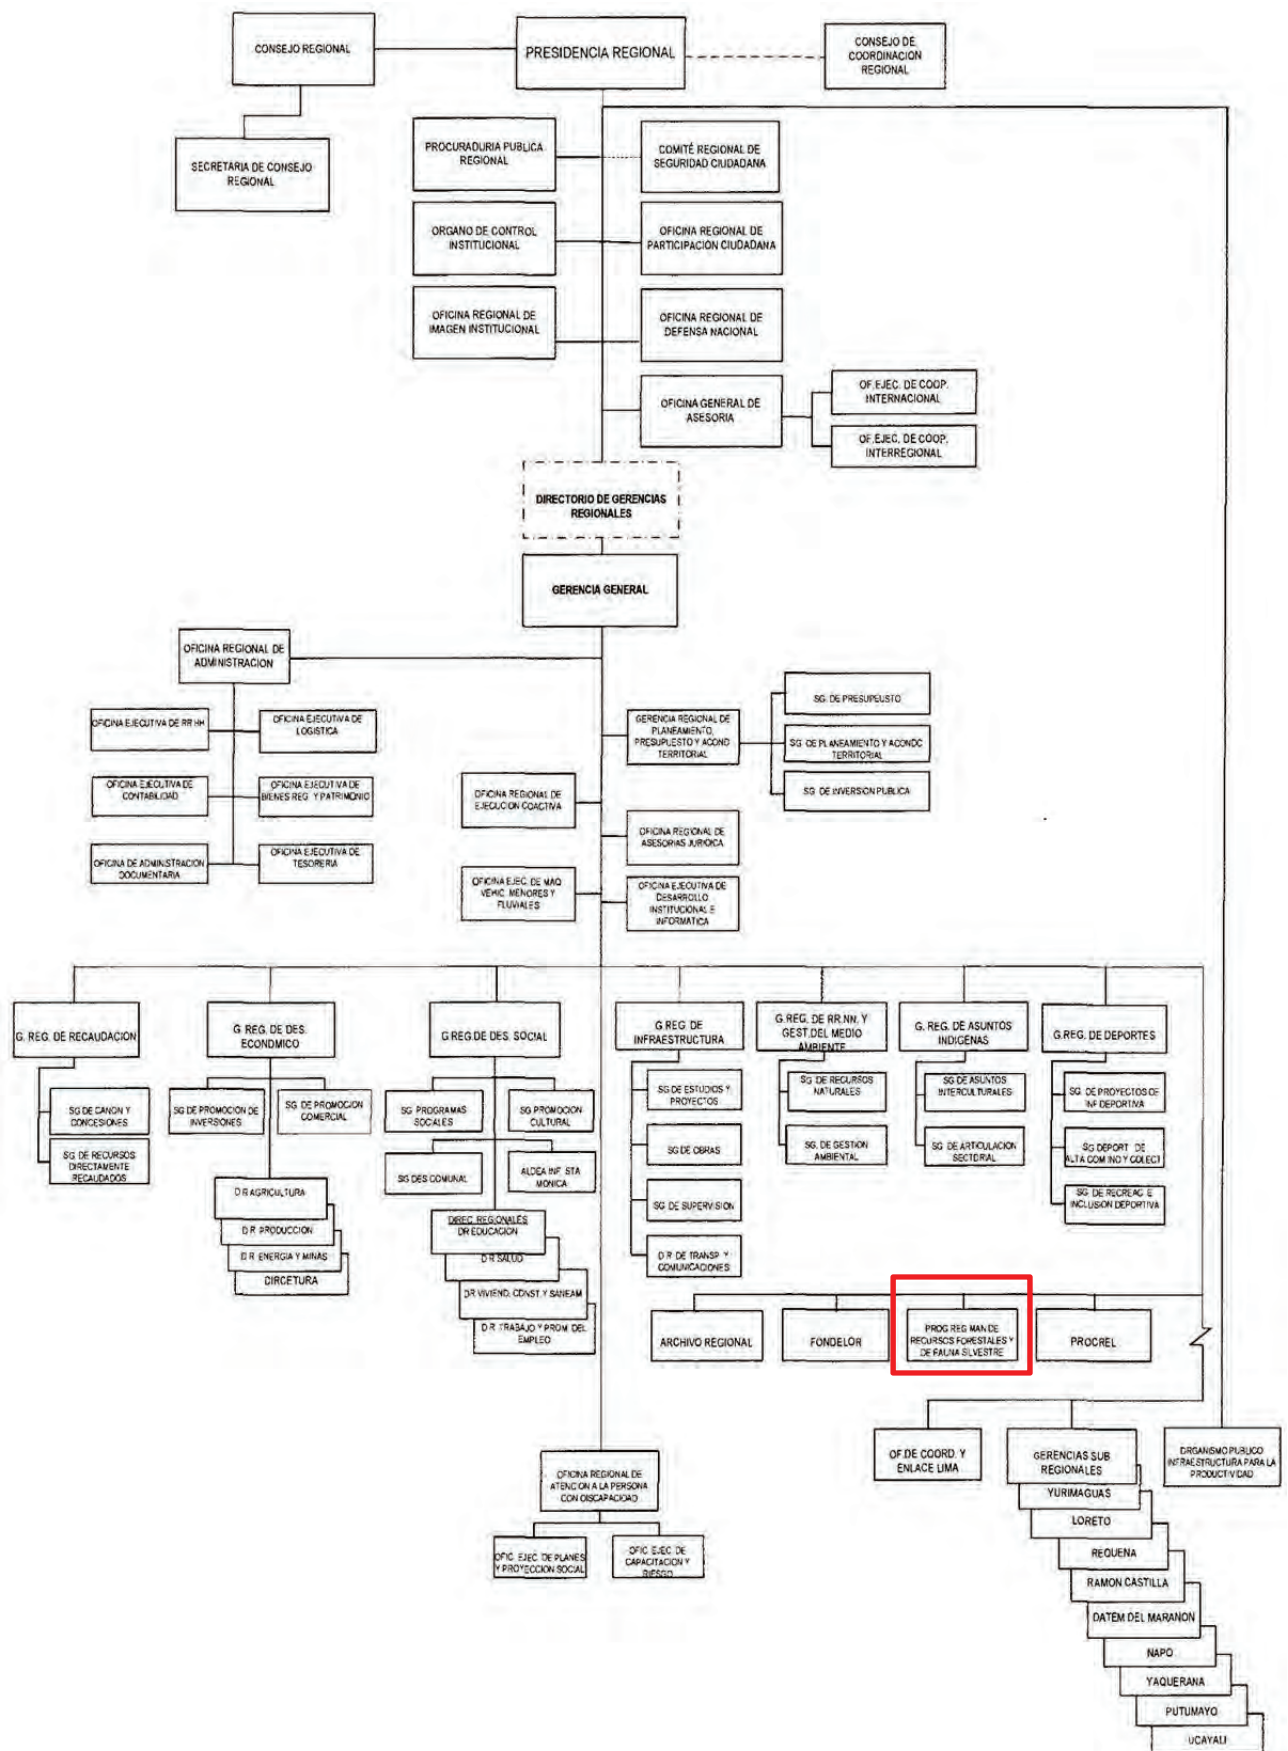 CONSEJO REGIONAL
PRESIDENCIA REGIONAL
CONSEJO DE
COORDINACION
REGIONAL
SECRETARIA DE CONSEJO
REGIONAL
PROCURADURIA PUBLICA
REGIONAL
COMITÉ REGIONAL DE
SEGURIDAD CIUDADANA
ORGANO DE CONTROL
INSTITUCIONAL
OFICINA REGIONAL DE
PARTICIPACION CIUDADANA
OFICINA REGIONAL DE
IMAGEN INSTITUCIONAL
OFICINA REGIONAL DE
DEFENSA NACIONAL
OFICINA GENERAL DE
ASESORIA
OF.EJEC. DE COOP.
INTERNACIONAL
OF.EJEC. DE COOP.
INTERREGIONAL
DIRECTORIO DE GERENCIAS
REGIONALES
GERENCIA GENERAL
OFICINA REGIONAL DE
ADMINISTRACION
OFICINA EJECUTIVA DE RR HH
OFICINA EJECUTIVA DE
LOGISTICA
OFICINA EJECUTIVA DE
CONTABILIDAD
OFICINA EJECUTIVA DE
BIENES REG Y PATRIMONIO
OFICINA DE ADMINISTRACION
DOCUMENTARIA
OFICINA EJECUTIVA DE
TESORERIA
GERENCIA REGIONAL DE
PLANEAMIENTO,
PRESUPUESTO Y ACOND
TERRITORIAL
SG. DE PRESUPEUSTO
SG. DE PLANEAMIENTO Y ACONDC
TERRITORIAL
SG. DE INVERSION PUBLICA
OFICINA REGIONAL DE
EJECUCION COACTIVA
OFICINA REGIONAL DE
ASESORIAS JURIDICA
OFICINA EJEC. DE MAQ
VEHIC. MENORES Y
FLUVIALES
OFICINA EJECUTIVA DE
DESARROLLO
INSTITUCIONAL E
INFORMATICA
G. REG. DE RECAUDACION
SG DE CANON Y
CONCESIONES
SG. DE RECURSOS
DIRECTAMENTE
RECAUDADOS
G. REG. DE DES.
ECONOMICO
SG DE PROMOCION DE
INVERSIONES
SG. DE PROMOCION
COMERCIAL
D R AGRICULTURA
D R PRODUCCION
D R ENERGIA Y MINAS
DIRCETURA
G REG.DE DES. SOCIAL
SG PROGRAMAS
SOCIALES
SG PROMOCION
CULTURAL
SG DES COMUNAL
ALDEA INF. STA
MONICA
DIREC. REGIONALES
DR EDUCACION
D R SALUD
DR VIVIEND, CONST. Y SANEAM
D R TRABAJO Y PROM DEL
EMPLEO
G.REG. DE
INFRAESTRUCTURA
SG DE ESTUDIOS Y
PROYECTOS
SG DE OBRAS
SG DE SUPERVISION
D R DE TRANSP Y
COMUNICACIONES
G.REG. DE RR.NN. Y
GEST.DEL MEDIO
AMBIENTE
SG DE RECURSOS
NATURALES
SG. DE GESTION
AMBIENTAL
G. REG. DE ASUNTOS
INDIGENAS
SG DE ASUNTOS
INTERCULTURALES
SG DE ARTICULACION
SECTORIAL
G.REG. DE DEPORTES
SG DE PROYECTOS DE
INF DEPORTIVA
SG DEPORT. DE
ALTA COM IND Y COLECT
SG DE RECREAC E
INCLUSION DEPORTIVA
ARCHIVO REGIONAL
FONDELOR
PROG REG MAN DE
RECURSOS FORESTALES Y
DE FAUNA SILVESTRE
PROCREL
OF.DE COORD. Y
ENLACE LIMA
GERENCIAS SUB
REGIONALES
YURIMAGUAS
LORETO
REQUENA
RAMON CASTILLA
DATEM DEL MARAÑON
NAPO
YAQUERANA
PUTUMAYO
UCAYALI
ORGANISMO PUBLICO
INFRAESTRUCTURA PARA LA
PRODUCTIVIDAD
OFICINA REGIONAL DE
ATENCION A LA PERSONA
CON DISCAPACIDAD
OFIC. EJEC. DE PLANES
Y PROYECCION SOCIAL
OFIC EJEC DE
CAPACITACION Y
RIESGO